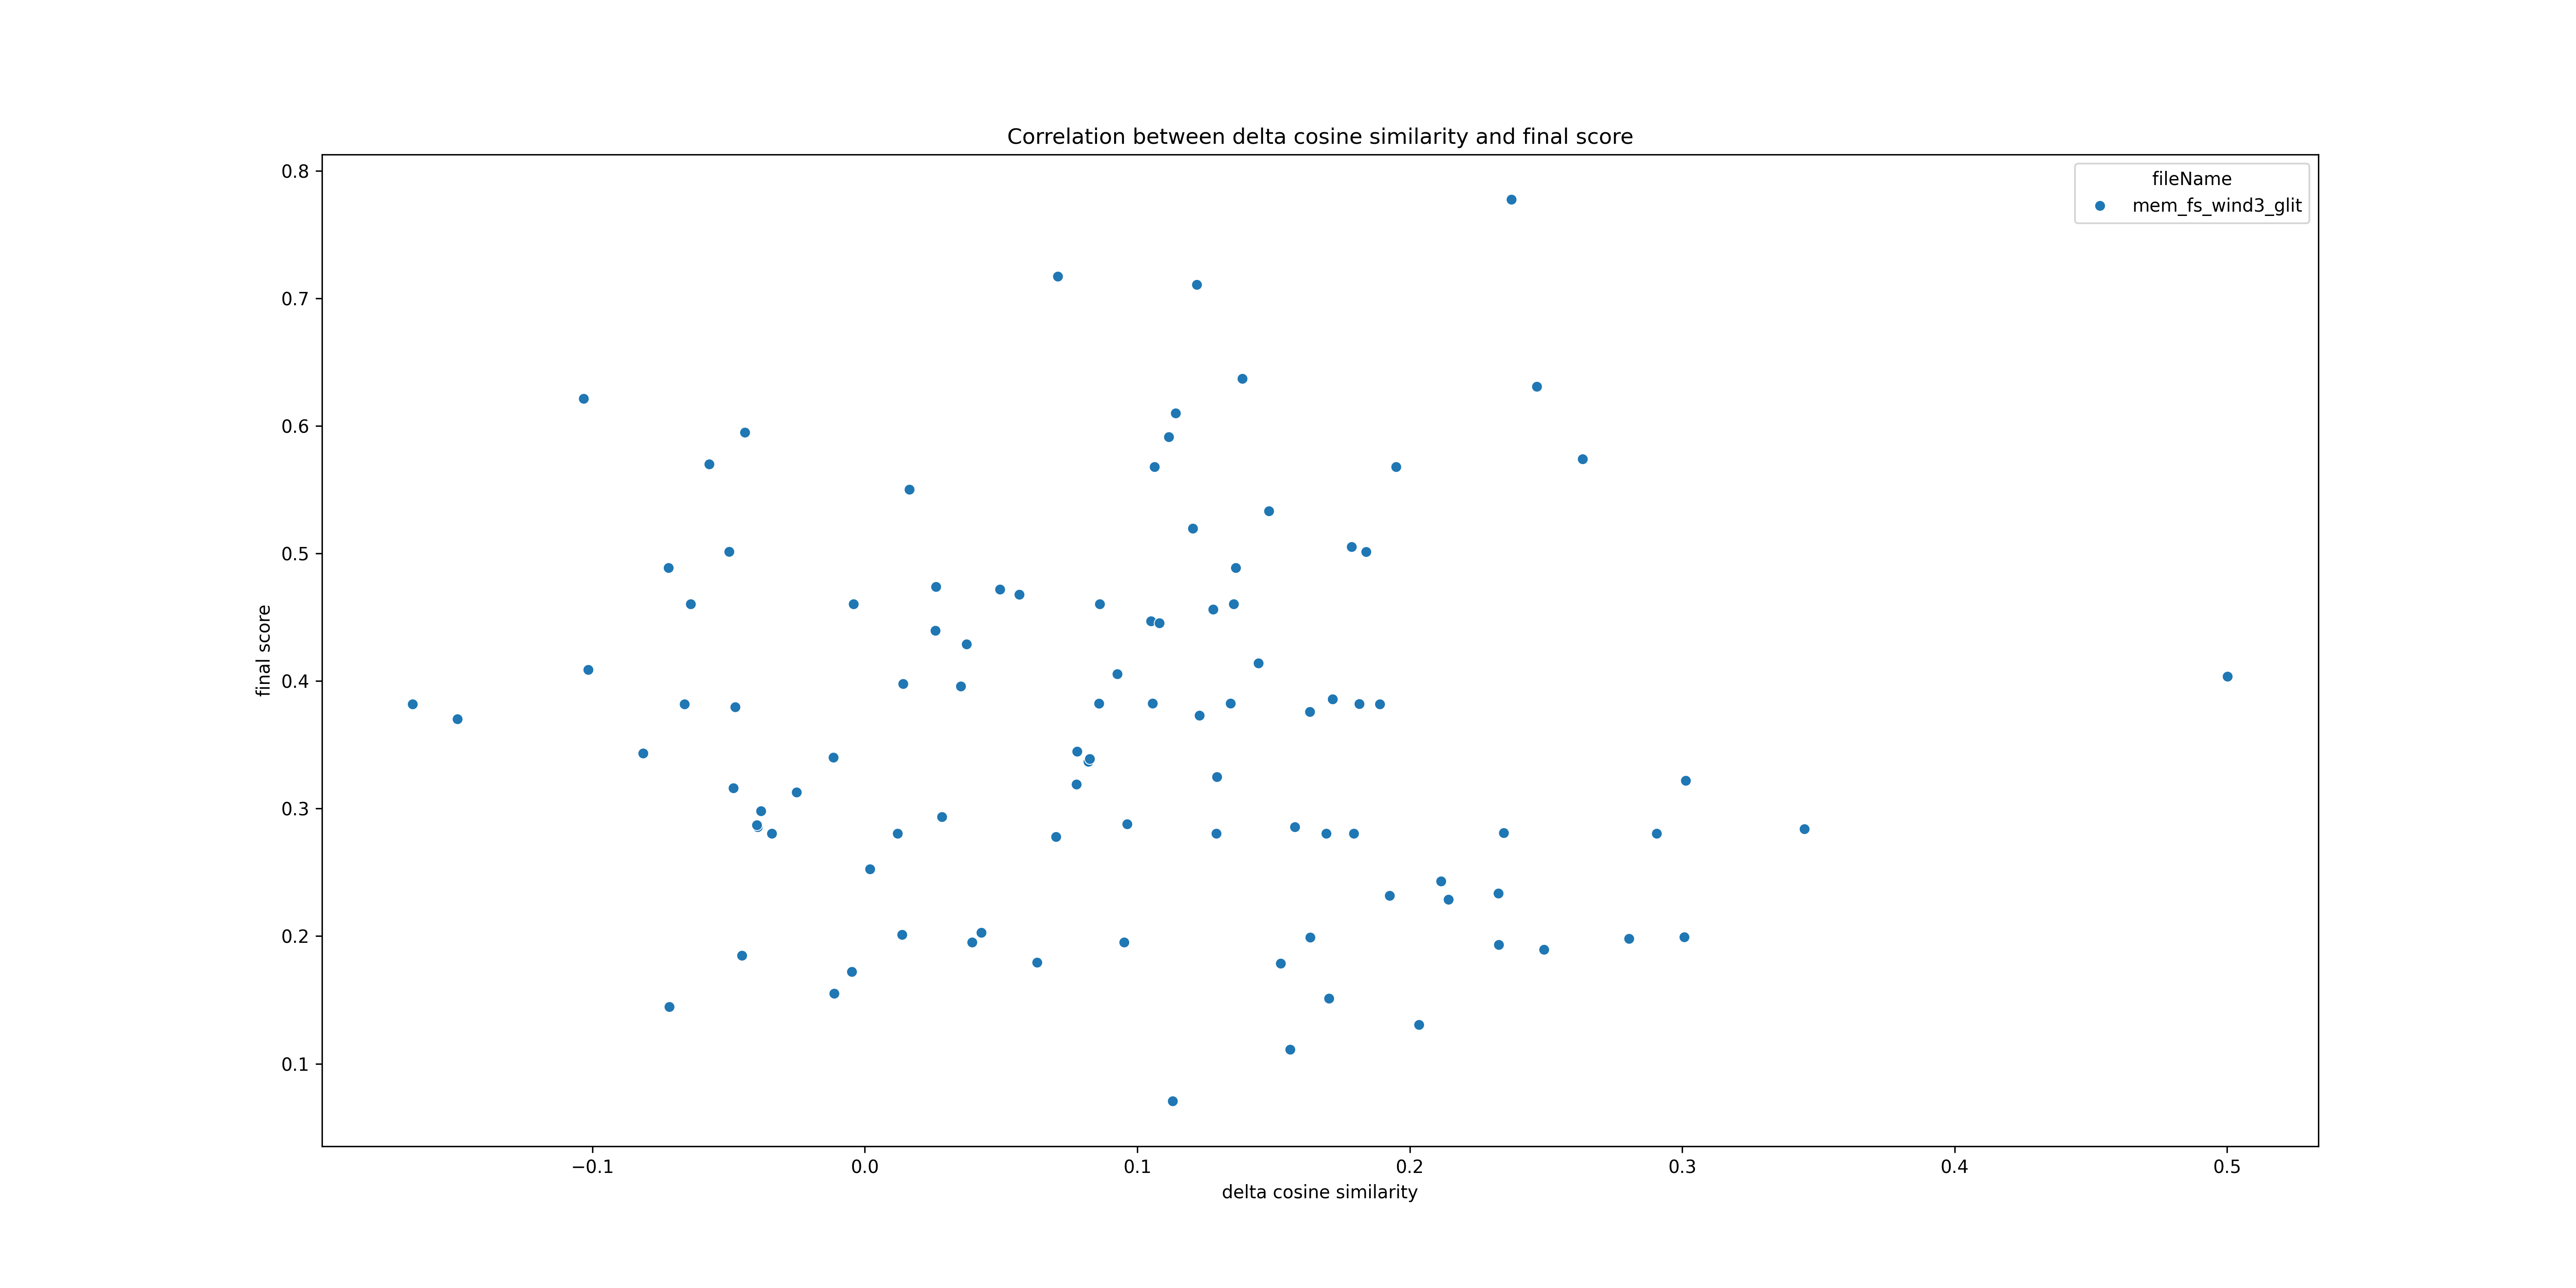 Correlation between delta cosine similarity and final score
fileName
mem_fs_wind3_glit
final score
0.8
0.7
0.6
0.5
0.4
0.3
0.2
0.1
−0.1 0.0 0.1 0.2 0.3 0.4 0.5
delta cosine similarity